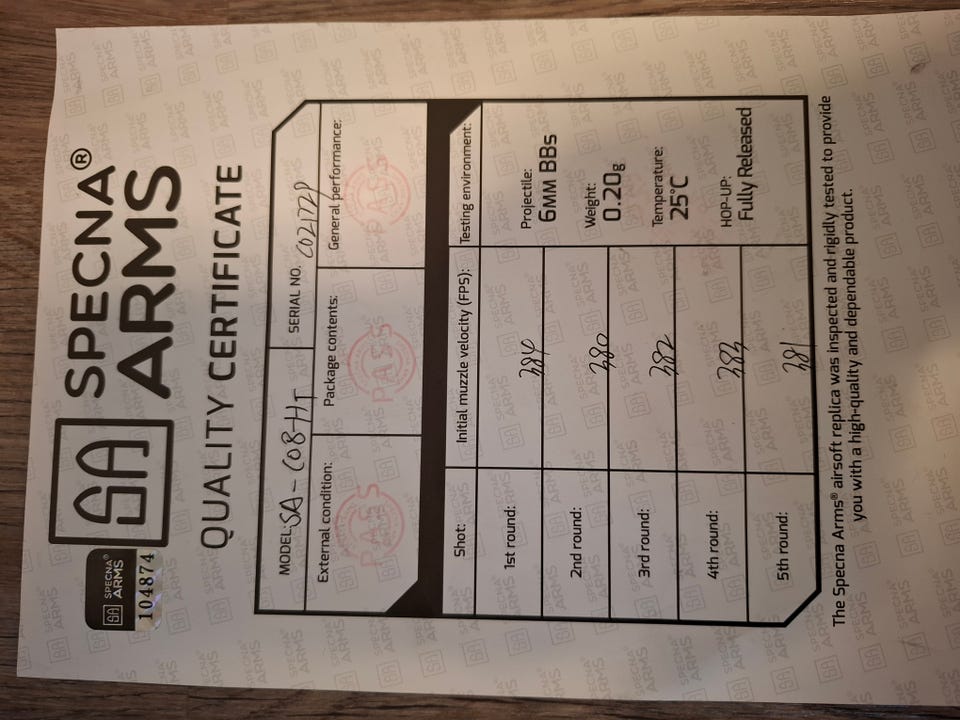 SPECNA®
ARMS
SPECNA®
ARMS
104874
QUALITY CERTIFICATE
MODEL: SA-C08-HT
SERIAL NO. C02172P
External condition:
PASS
Package contents:
PASS
General performance:
PASS
Shot:
Initial muzzle velocity (FPS):
Testing environment:
1st round:
384
2nd round:
380
3rd round:
382
4th round:
383
5th round:
381
Projectile:
6MM BBs
Weight:
0.20g
Temperature:
25°C
HOP-UP:
Fully Released
The Specna Arms® airsoft replica was inspected and rigidly tested to provide
you with a high-quality and dependable product.